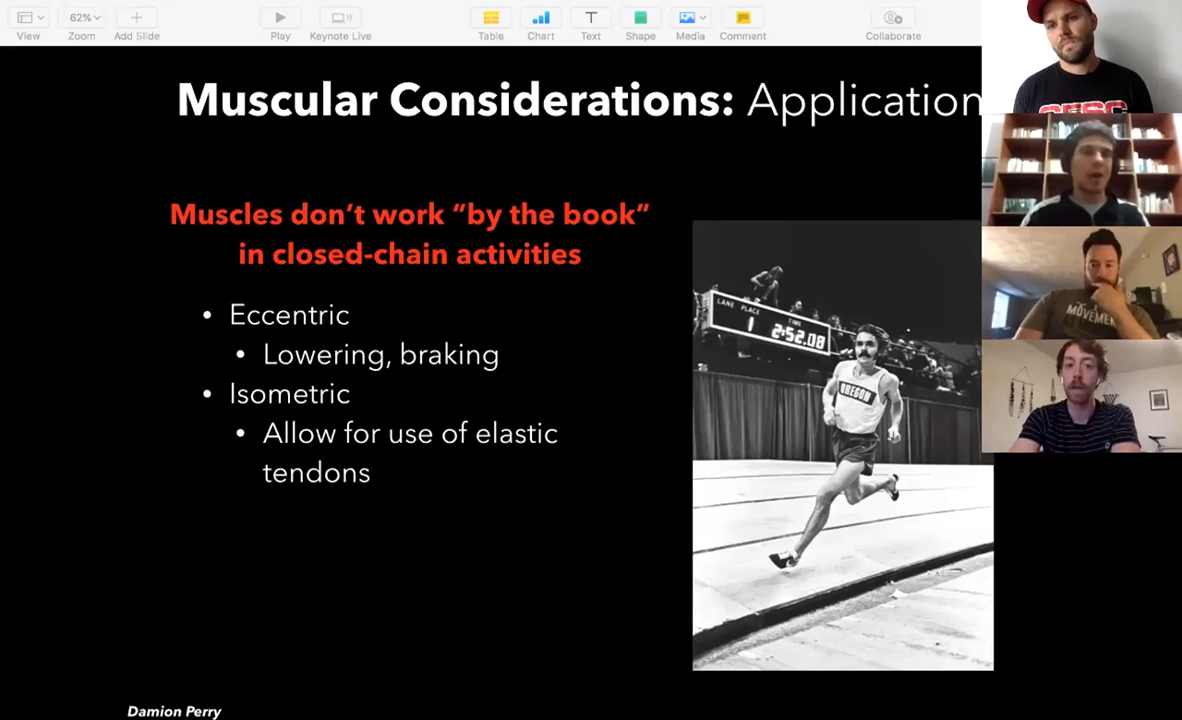 62%
View
Zoom
Add Slide
Play
Keynote Live
Table
Chart
Text
Shape
Media
Comment
Collaborate
Muscular Considerations: Application
Muscles don’t work “by the book”
in closed-chain activities
• Eccentric
• Lowering, braking
• Isometric
• Allow for use of elastic
tendons
LANE PLACE TIME
1 2:52.08
OREGON
MOVEMENT
Damion Perry